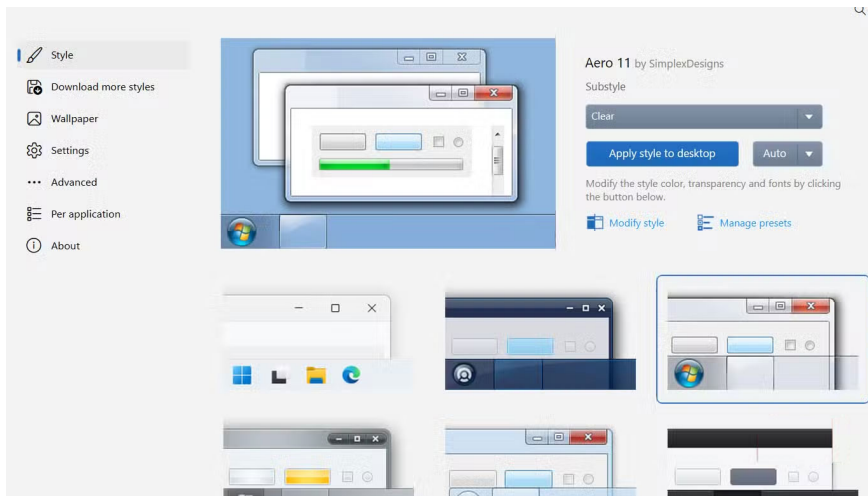 Style
Download more styles
Wallpaper
Settings
Advanced
Per application
About
Aero 11 by SimplexDesigns
Substyle
Clear
Apply style to desktop
Auto
Modify the style color, transparency and fonts by clicking
the button below.
Modify style
Manage presets